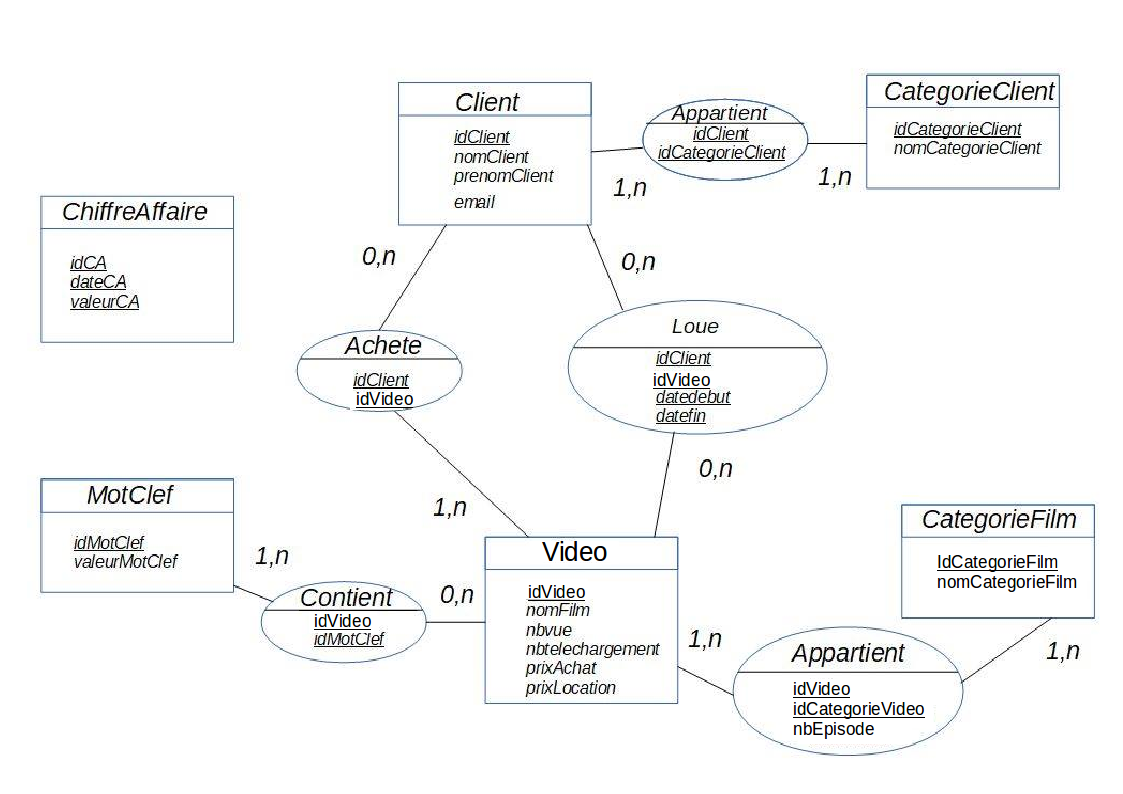 Client
idClient
nomClient
prenomClient
email
Appartient
idClient
idCategorieClient
CategorieClient
idCategorieClient
nomCategorieClient
1,n
1,n
ChiffreAffaire
idCA
dateCA
valeurCA
0,n
0,n
Achete
idClient
idVideo
Loue
idClient
idVideo
datedebut
datefin
1,n
0,n
MotClef
idMotClef
valeurMotClef
1,n
Contient
idVideo
idMotClef
0,n
Video
idVideo
nomFilm
nbvue
nbtelechargement
prixAchat
prixLocation
1,n
Appartient
idVideo
idCategorieVideo
nbEpisode
CategorieFilm
IdCategorieFilm
nomCategorieFilm
1,n